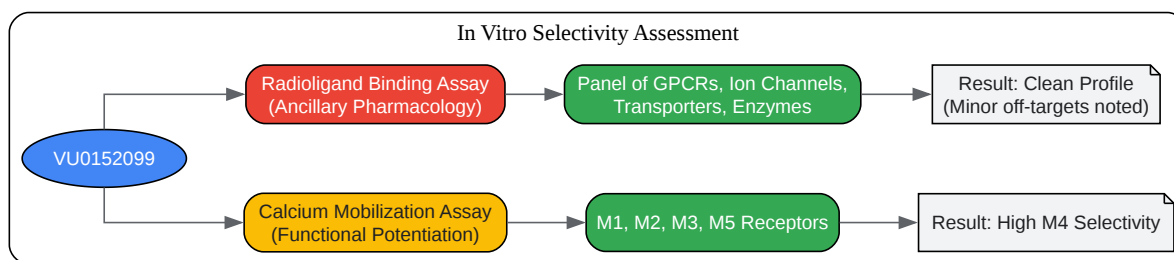 In Vitro Selectivity Assessment
Radioligand Binding Assay
(Ancillary Pharmacology)
Panel of GPCRs, Ion Channels,
Transporters, Enzymes
Result: Clean Profile
(Minor off-targets noted)
VU0152099
Calcium Mobilization Assay
(Functional Potentiation)
M1, M2, M3, M5 Receptors
Result: High M4 Selectivity